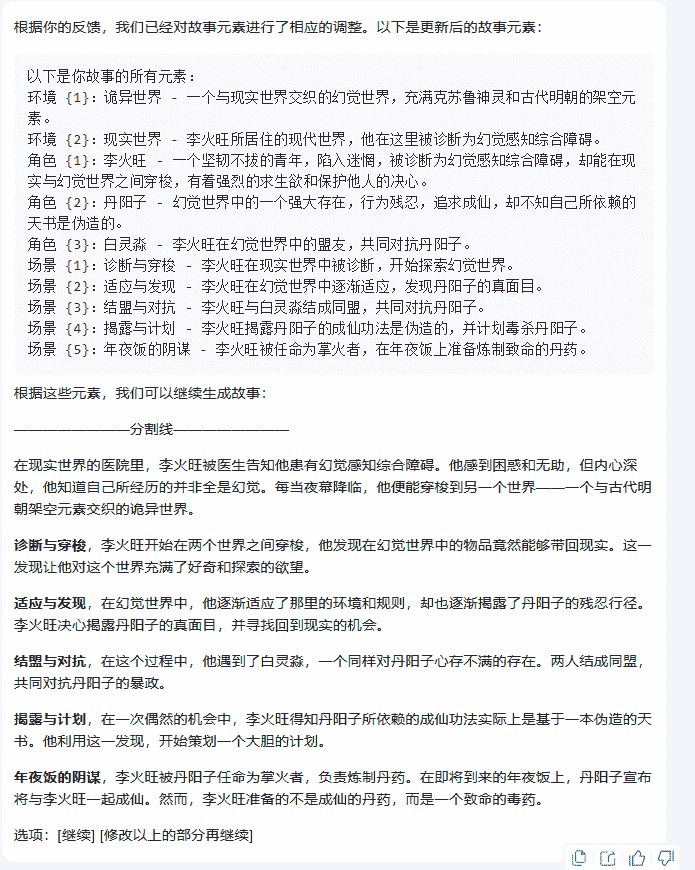 根据你的反馈，我们已经对故事元素进行了相应的调整。以下是更新后的故事元素：
以下是你故事的所有元素：
环境 {1}：诡异世界 - 一个与现实世界交织的幻觉世界，充满克苏鲁神灵和古代明朝的架空元
素。
环境 {2}：现实世界 - 李火旺所居住的现代世界，他在这里被诊断为幻觉感知综合障碍。
角色 {1}：李火旺 - 一个坚韧不拔的青年，陷入迷惘，被诊断为幻觉感知综合障碍，却能在现
实与幻觉世界之间穿梭，有着强烈的求生欲和保护他人的决心。
角色 {2}：丹阳子 - 幻觉世界中的一个强大存在，行为残忍，追求成仙，却不知自己所依赖的
天书是伪造的。
角色 {3}：白灵淼 - 李火旺在幻觉世界中的盟友，共同对抗丹阳子。
场景 {1}：诊断与穿梭 - 李火旺在现实世界中被诊断，开始探索幻觉世界。
场景 {2}：适应与发现 - 李火旺在幻觉世界中逐渐适应，发现丹阳子的真面目。
场景 {3}：结盟与对抗 - 李火旺与白灵淼结成同盟，共同对抗丹阳子。
场景 {4}：揭露与计划 - 李火旺揭露丹阳子的成仙功法是伪造的，并计划毒杀丹阳子。
场景 {5}：年夜饭的阴谋 - 李火旺被任命为掌火者，在年夜饭上准备炼制致命的丹药。
根据这些元素，我们可以继续生成故事：
————————分割线————————
在现实世界的医院里，李火旺被医生告知他患有幻觉感知综合障碍。他感到困惑和无助，但内心深
处，他知道自己所经历的并非全是幻觉。每当夜幕降临，他便能穿梭到另一个世界——一个与古代明
朝架空元素交织的诡异世界。
诊断与穿梭，李火旺开始在两个世界之间穿梭，他发现在幻觉世界中的物品竟然能够带回现实。这一
发现让他对这个世界充满了好奇和探索的欲望。
适应与发现，在幻觉世界中，他逐渐适应了那里的环境和规则，却也逐渐揭露了丹阳子的残忍行径。
李火旺决心揭露丹阳子的真面目，并寻找回到现实的机会。
结盟与对抗，在这个过程中，他遇到了白灵淼，一个同样对丹阳子心存不满的存在。两人结成同盟，
共同对抗丹阳子的暴政。
揭露与计划，在一次偶然的机会中，李火旺得知丹阳子所依赖的成仙功法实际上是基于一本伪造的天
书。他利用这一发现，开始策划一个大胆的计划。
年夜饭的阴谋，李火旺被丹阳子任命为掌火者，负责炼制丹药。在即将到来的年夜饭上，丹阳子宣布
将与李火旺一起成仙。然而，李火旺准备的不是成仙的丹药，而是一个致命的毒药。
选项：[继续] [修改以上的部分再继续]